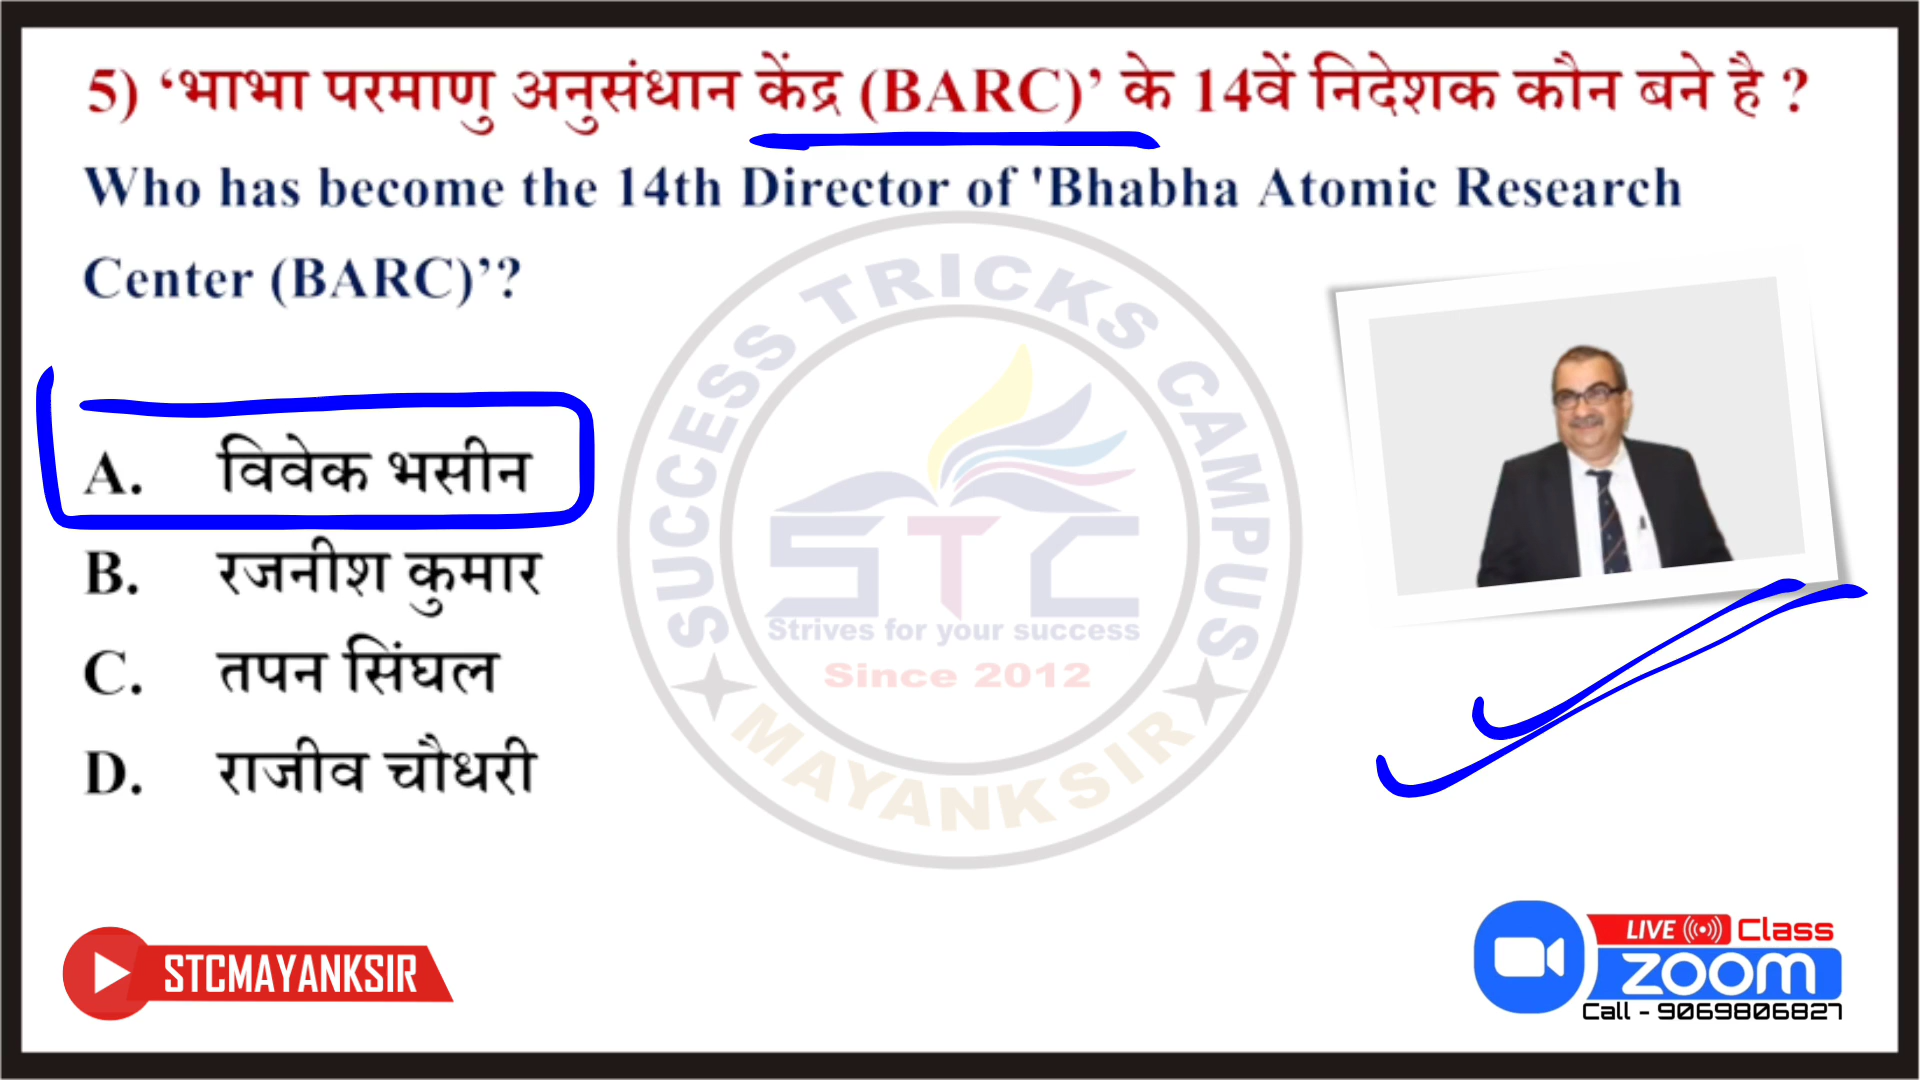 5) ‘भाभा परमाणु अनुसंधान केंद्र (BARC)’ के 14वें निदेशक कौन बने है ?
Who has become the 14th Director of 'Bhabha Atomic Research
Center (BARC)’?
A. विवेक भसीन
B. रजनीश कुमार
C. तपन सिंघल
D. राजीव चौधरी
SUCCESS TRICKS CAMPUS
STC
Strives for your success
Since 2012
MAYANKSIR
STCMAYANKSIR
LIVE Class
zoom
Call - 9069806827